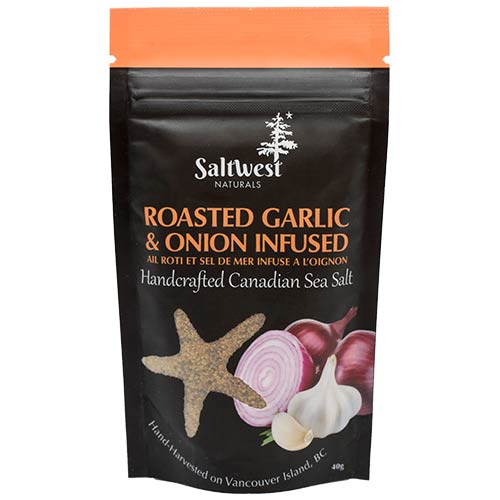 SaltWest
NATURALS
ROASTED GARLIC
& ONION INFUSED
AIL ROTI ET SEL DE MER INFUSE A L'OIGNON
Handcrafted Canadian Sea Salt
Hand-Harvested on Vancouver Island, BC
40g